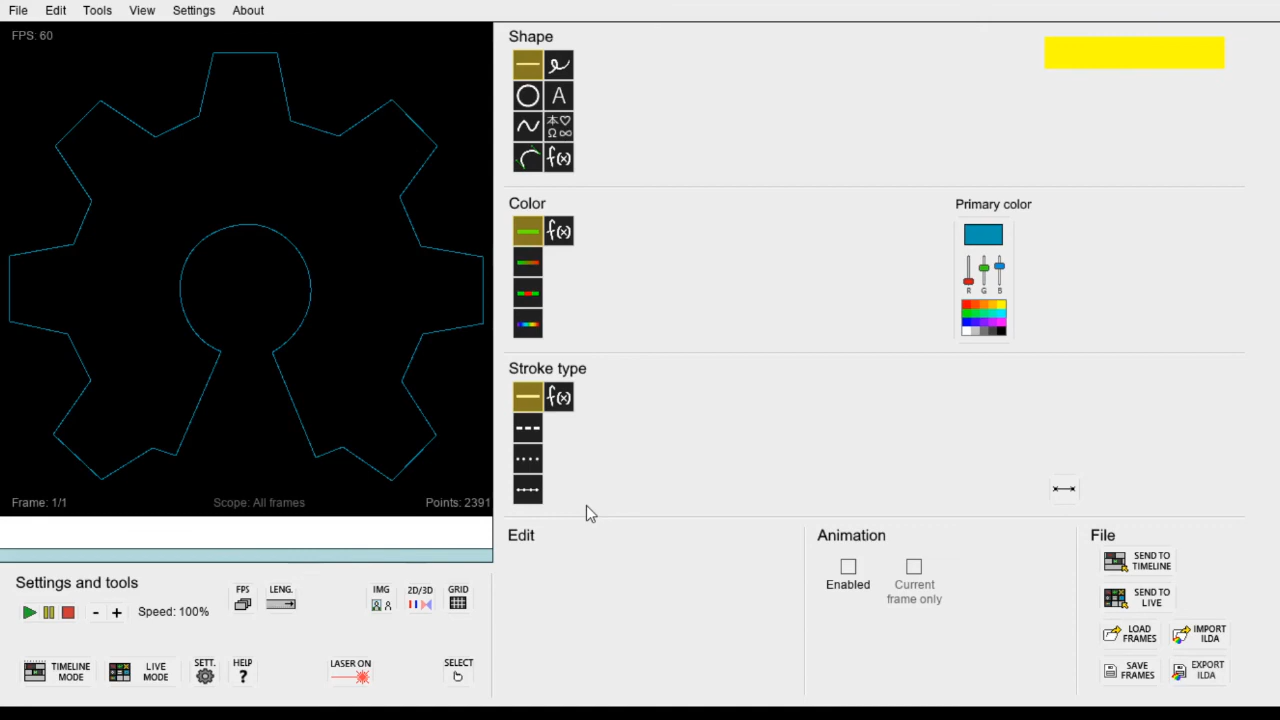 File Edit Tools View Settings About
FPS: 60
Shape
A
本♡
Ω∞
f(x)
Color
f(x)
Primary color
R G B
Stroke type
f(x)
Frame: 1/1 Scope: All frames Points: 2391
Edit
Animation
Enabled
Current
frame only
File
SEND TO
TIMELINE
SEND TO
LIVE
LOAD
FRAMES
IMPORT
ILDA
SAVE
FRAMES
EXPORT
ILDA
Settings and tools
- + Speed: 100%
FPS
LENG.
IMG
2D/3D
GRID
TIMELINE
MODE
LIVE
MODE
SETT.
HELP
?
LASER ON
SELECT